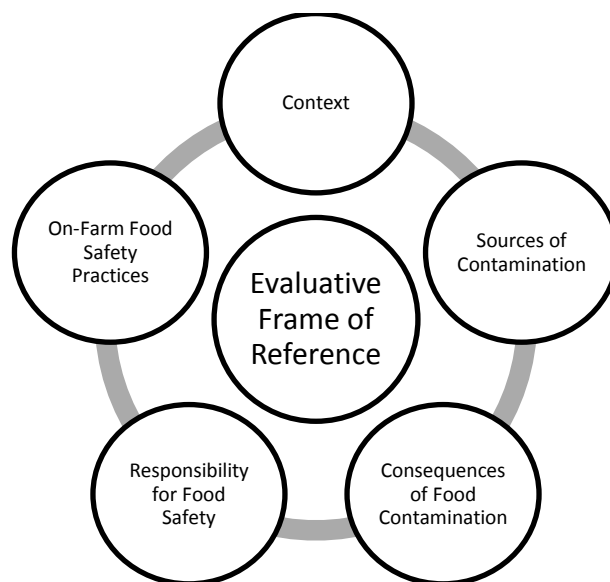 Context
On-Farm Food
Safety
Practices
Sources of
Contamination
Evaluative
Frame of
Reference
Responsibility
for Food
Safety
Consequences
of Food
Contamination